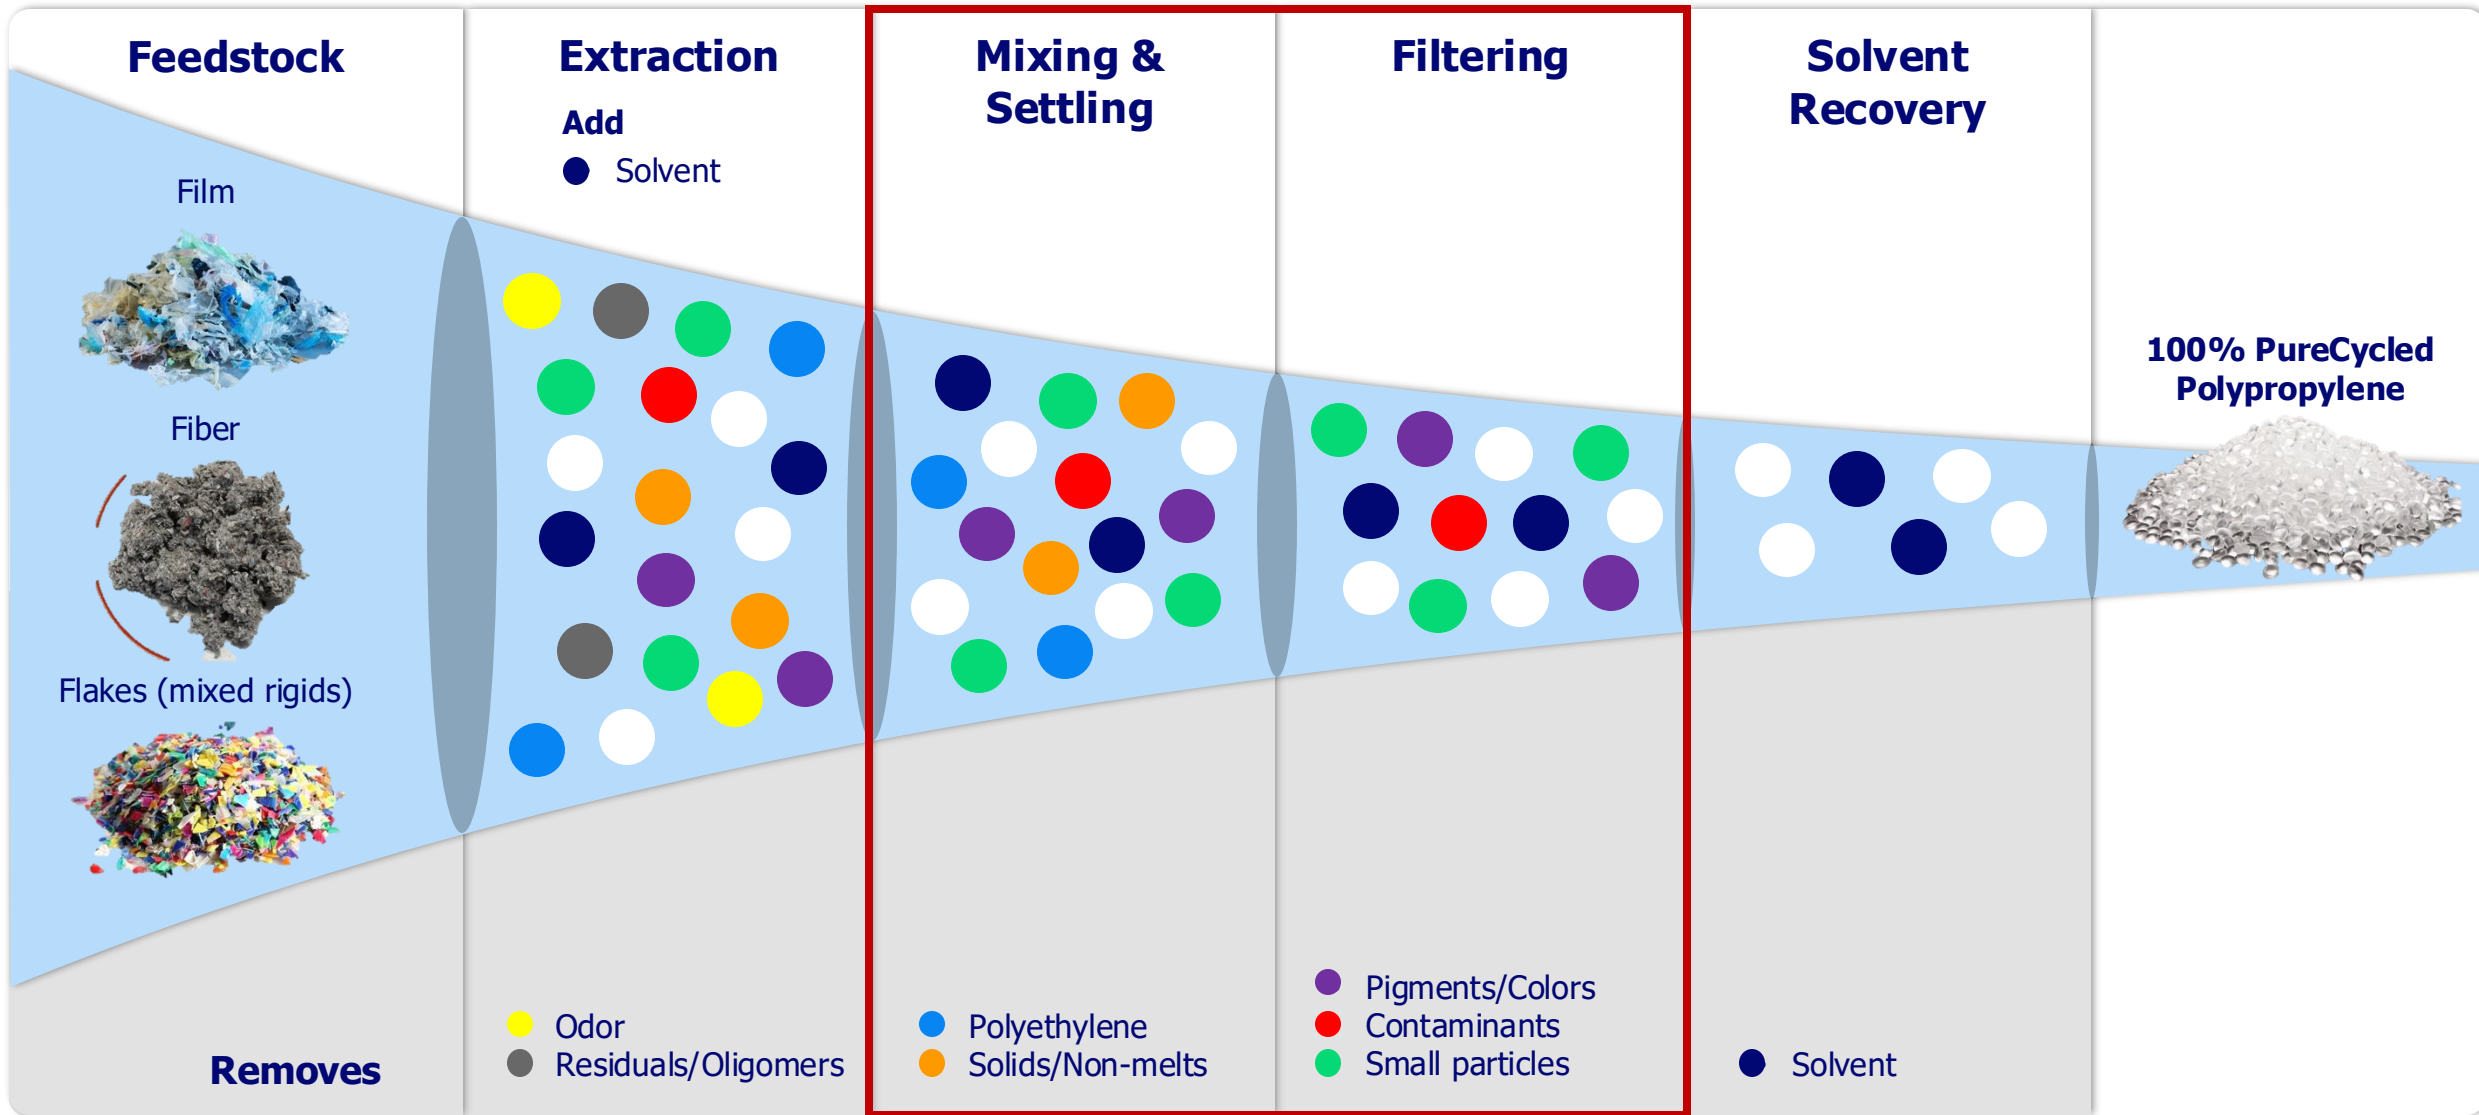 Feedstock
Film
Fiber
Flakes (mixed rigids)
Removes
Extraction
Add
Solvent
Odor
Residuals/Oligomers
Mixing &
Settling
Polyethylene
Solids/Non-melts
Filtering
Pigments/Colors
Contaminants
Small particles
Solvent
Recovery
Solvent
100% PureCycled
Polypropylene